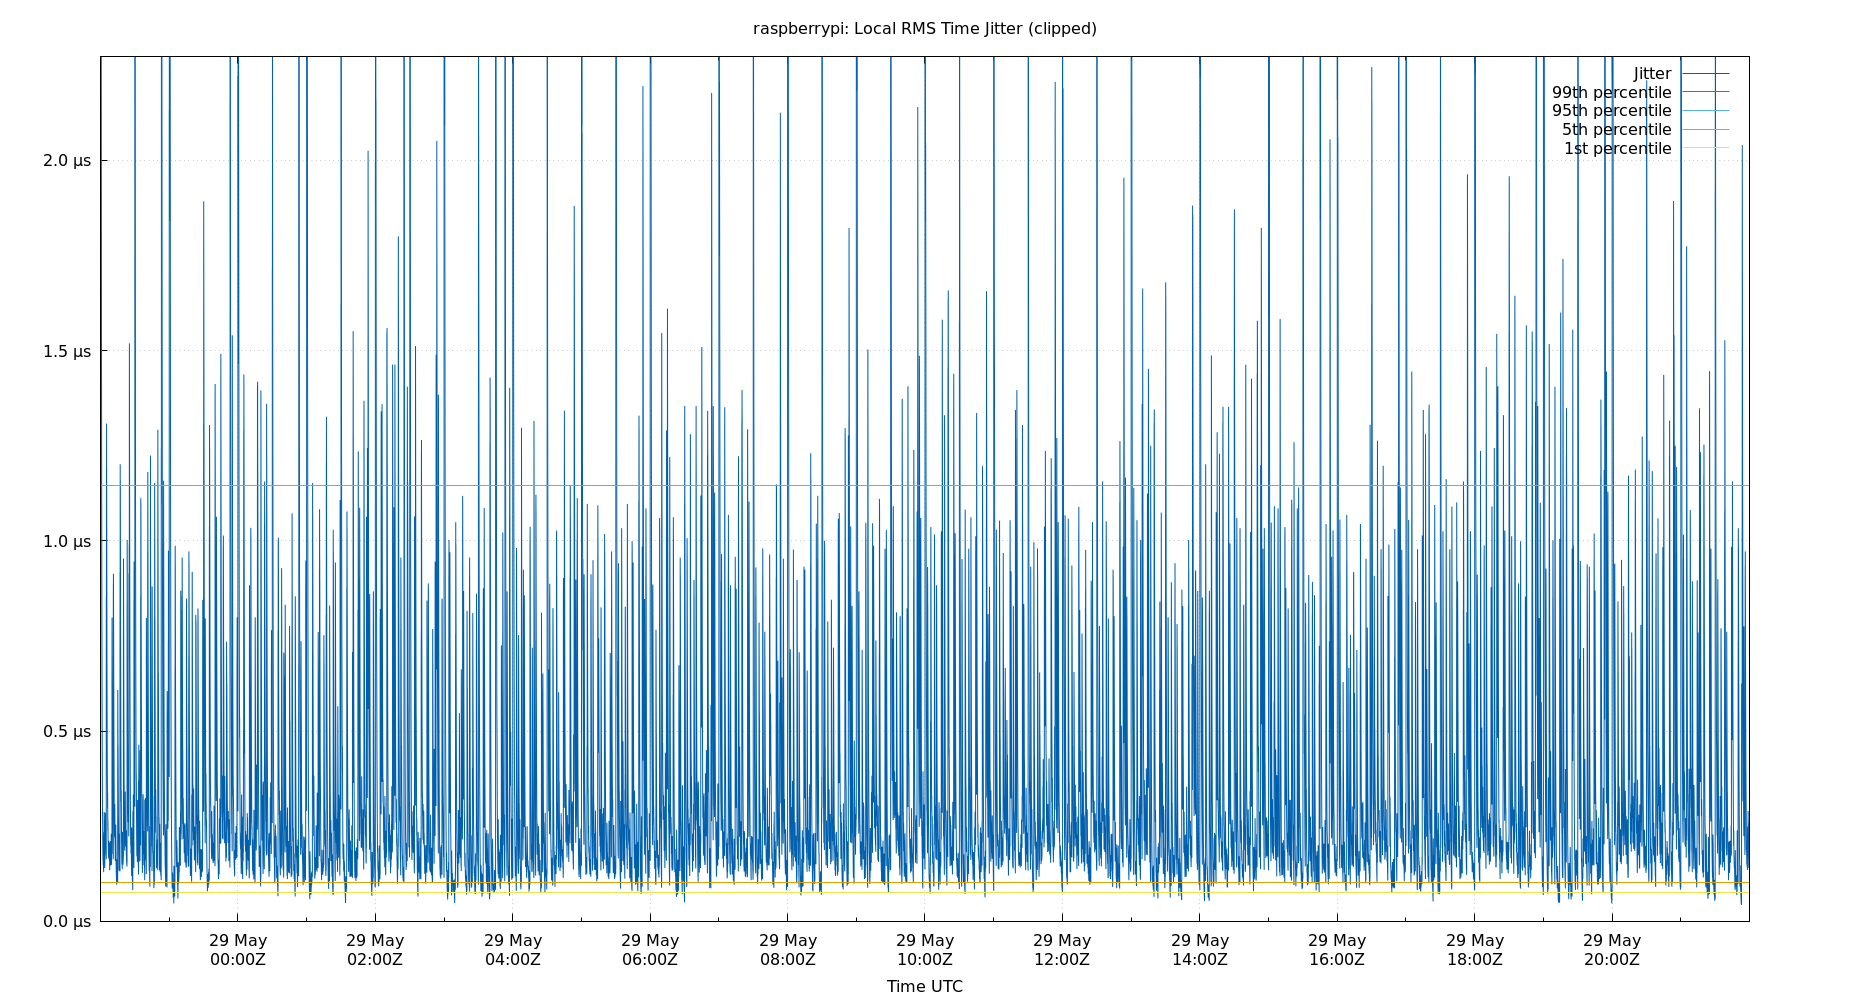 raspberrypi: Local RMS Time Jitter (clipped)
Jitter
99th percentile
95th percentile
5th percentile
1st percentile
2.0 µs
1.5 µs
1.0 µs
0.5 µs
0.0 µs
29 May 29 May 29 May 29 May 29 May 29 May 29 May 29 May 29 May 29 May 29 May
00:00Z 02:00Z 04:00Z 06:00Z 08:00Z 10:00Z 12:00Z 14:00Z 16:00Z 18:00Z 20:00Z
Time UTC